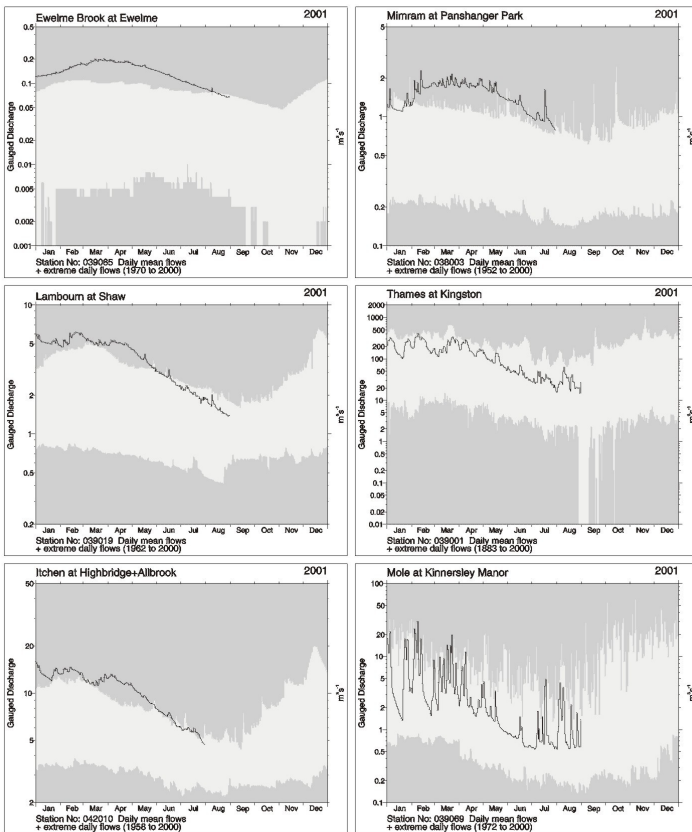 Ewelme Brook at Ewelme 2001
0.5
0.2
0.1
0.05
0.02
0.01
0.005
0.002
0.001
Gauged Discharge
m³s⁻¹
Jan Feb Mar Apr May Jun Jul Aug Sep Oct Nov Dec
Station No: 039065 Daily mean flows
+ extreme daily flows (1970 to 2000)
Mimram at Panshanger Park 2001
5
2
1
0.5
0.2
0.1
Gauged Discharge
m³s⁻¹
Jan Feb Mar Apr May Jun Jul Aug Sep Oct Nov Dec
Station No: 038003 Daily mean flows
+ extreme daily flows (1952 to 2000)
Lambourn at Shaw 2001
10
5
2
1
0.5
0.2
Gauged Discharge
m³s⁻¹
Jan Feb Mar Apr May Jun Jul Aug Sep Oct Nov Dec
Station No: 039019 Daily mean flows
+ extreme daily flows (1962 to 2000)
Thames at Kingston 2001
2000
1000
500
200
100
50
20
10
5
2
1
0.5
0.2
0.1
0.05
0.02
0.01
Gauged Discharge
m³s⁻¹
Jan Feb Mar Apr May Jun Jul Aug Sep Oct Nov Dec
Station No: 039001 Daily mean flows
+ extreme daily flows (1883 to 2000)
Itchen at Highbridge+Allbrook 2001
50
20
10
5
2
Gauged Discharge
m³s⁻¹
Jan Feb Mar Apr May Jun Jul Aug Sep Oct Nov Dec
Station No: 042010 Daily mean flows
+ extreme daily flows (1958 to 2000)
Mole at Kinnersley Manor 2001
100
50
20
10
5
2
1
0.5
0.2
0.1
Gauged Discharge
m³s⁻¹
Jan Feb Mar Apr May Jun Jul Aug Sep Oct Nov Dec
Station No: 039069 Daily mean flows
+ extreme daily flows (1972 to 2000)